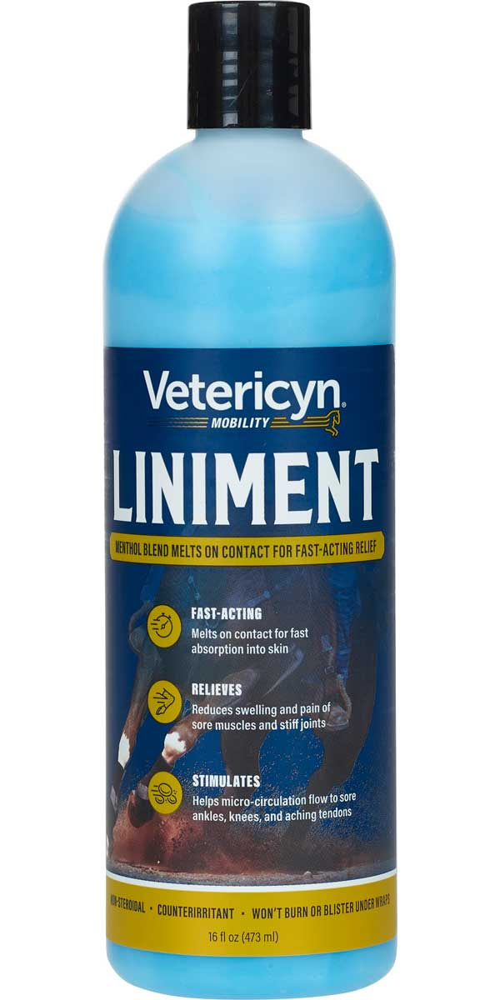 Vetericyn®
MOBILITY
LINIMENT
MENTHOL BLEND MELTS ON CONTACT FOR FAST-ACTING RELIEF
FAST-ACTING
Melts on contact for fast
absorption into skin
RELIEVES
Reduces swelling and pain of
sore muscles and stiff joints
STIMULATES
Helps micro-circulation flow to sore
ankles, knees, and aching tendons
NON-STEROIDAL • COUNTERIRRITANT • WON'T BURN OR BLISTER UNDER WRAPS
16 fl oz (473 ml)